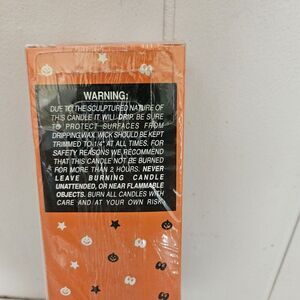 WARNING:
DUE TO THE SCULPTURED NATURE OF
THIS CANDLE IT WILL DRIP. BE SURE
TO PROTECT SURFACES FROM
DRIPPING WAX. WICK SHOULD BE KEPT
TRIMMED TO 1/4" AT ALL TIMES. FOR
SAFETY REASONS WE RECOMMEND
THAT THIS CANDLE NOT BE BURNED
FOR MORE THAN 2 HOURS. NEVER
LEAVE BURNING CANDLE
UNATTENDED, OR NEAR FLAMMABLE
OBJECTS. BURN ALL CANDLES WITH
CARE AND AT YOUR OWN RISK.